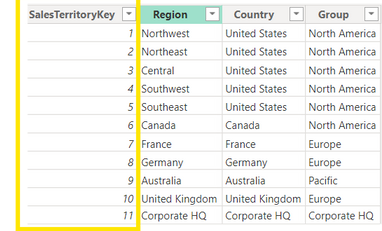 SalesTerritoryKey Region Country Group
1 Northwest United States North America
2 Northeast United States North America
3 Central United States North America
4 Southwest United States North America
5 Southeast United States North America
6 Canada Canada North America
7 France France Europe
8 Germany Germany Europe
9 Australia Australia Pacific
10 United Kingdom United Kingdom Europe
11 Corporate HQ Corporate HQ Corporate HQ